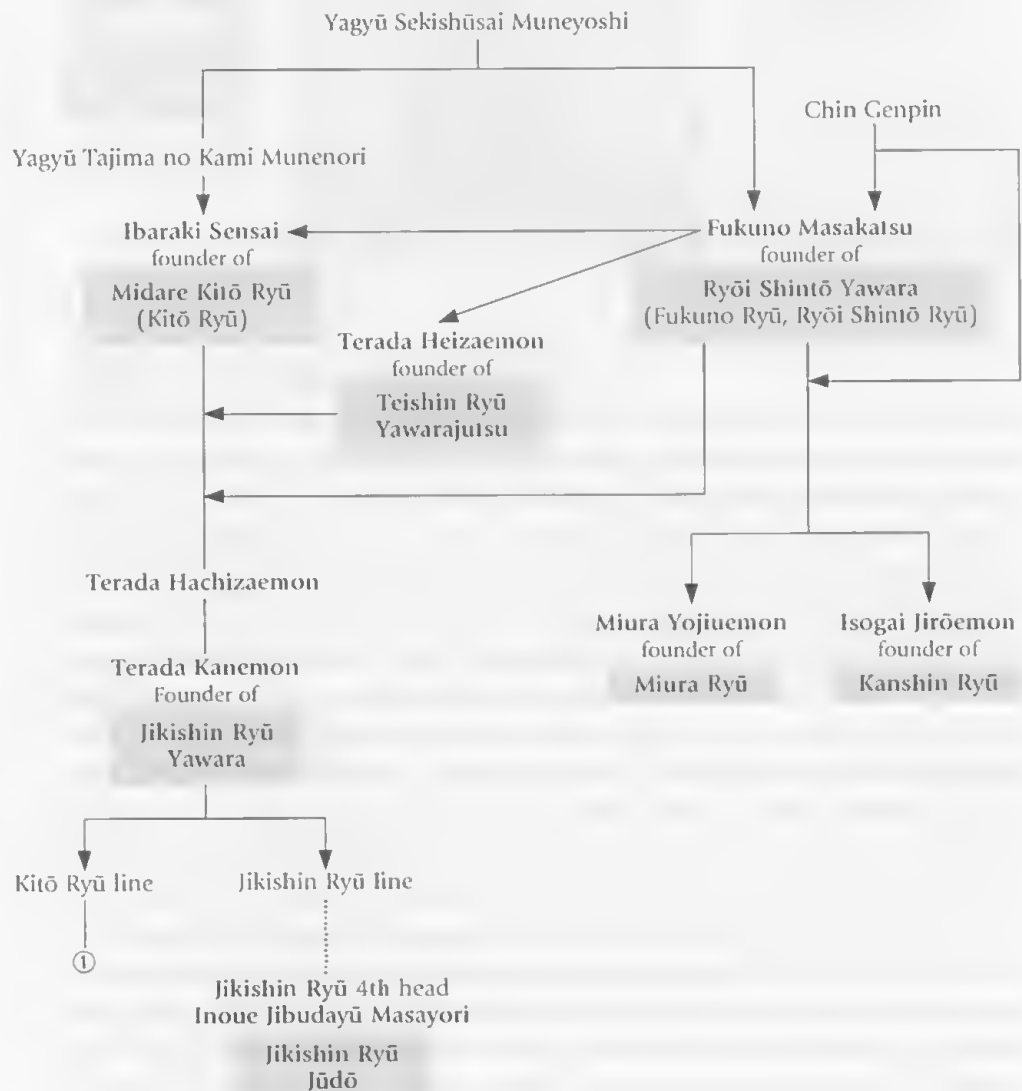 Yagyū Sekishūsai Muneyoshi
Chin Genpin
Yagyū Tajima no Kami Munenori
Ibaraki Sensai
founder of
Midare Kitō Ryū
(Kitō Ryū)
Fukuno Masakatsu
founder of
Ryōi Shintō Yawara
(Fukuno Ryū, Ryōi Shintō Ryū)
Terada Heizaemon
founder of
Teishin Ryū
Yawarajutsu
Terada Hachizaemon
Miura Yojiuemon
founder of
Miura Ryū
Isogai Jirōemon
founder of
Kanshin Ryū
Terada Kanemon
Founder of
Jikishin Ryū
Yawara
Kitō Ryū line
Jikishin Ryū line
①
Jikishin Ryū 4th head
Inoue Jibudayū Masayori
Jikishin Ryū
Jūdō